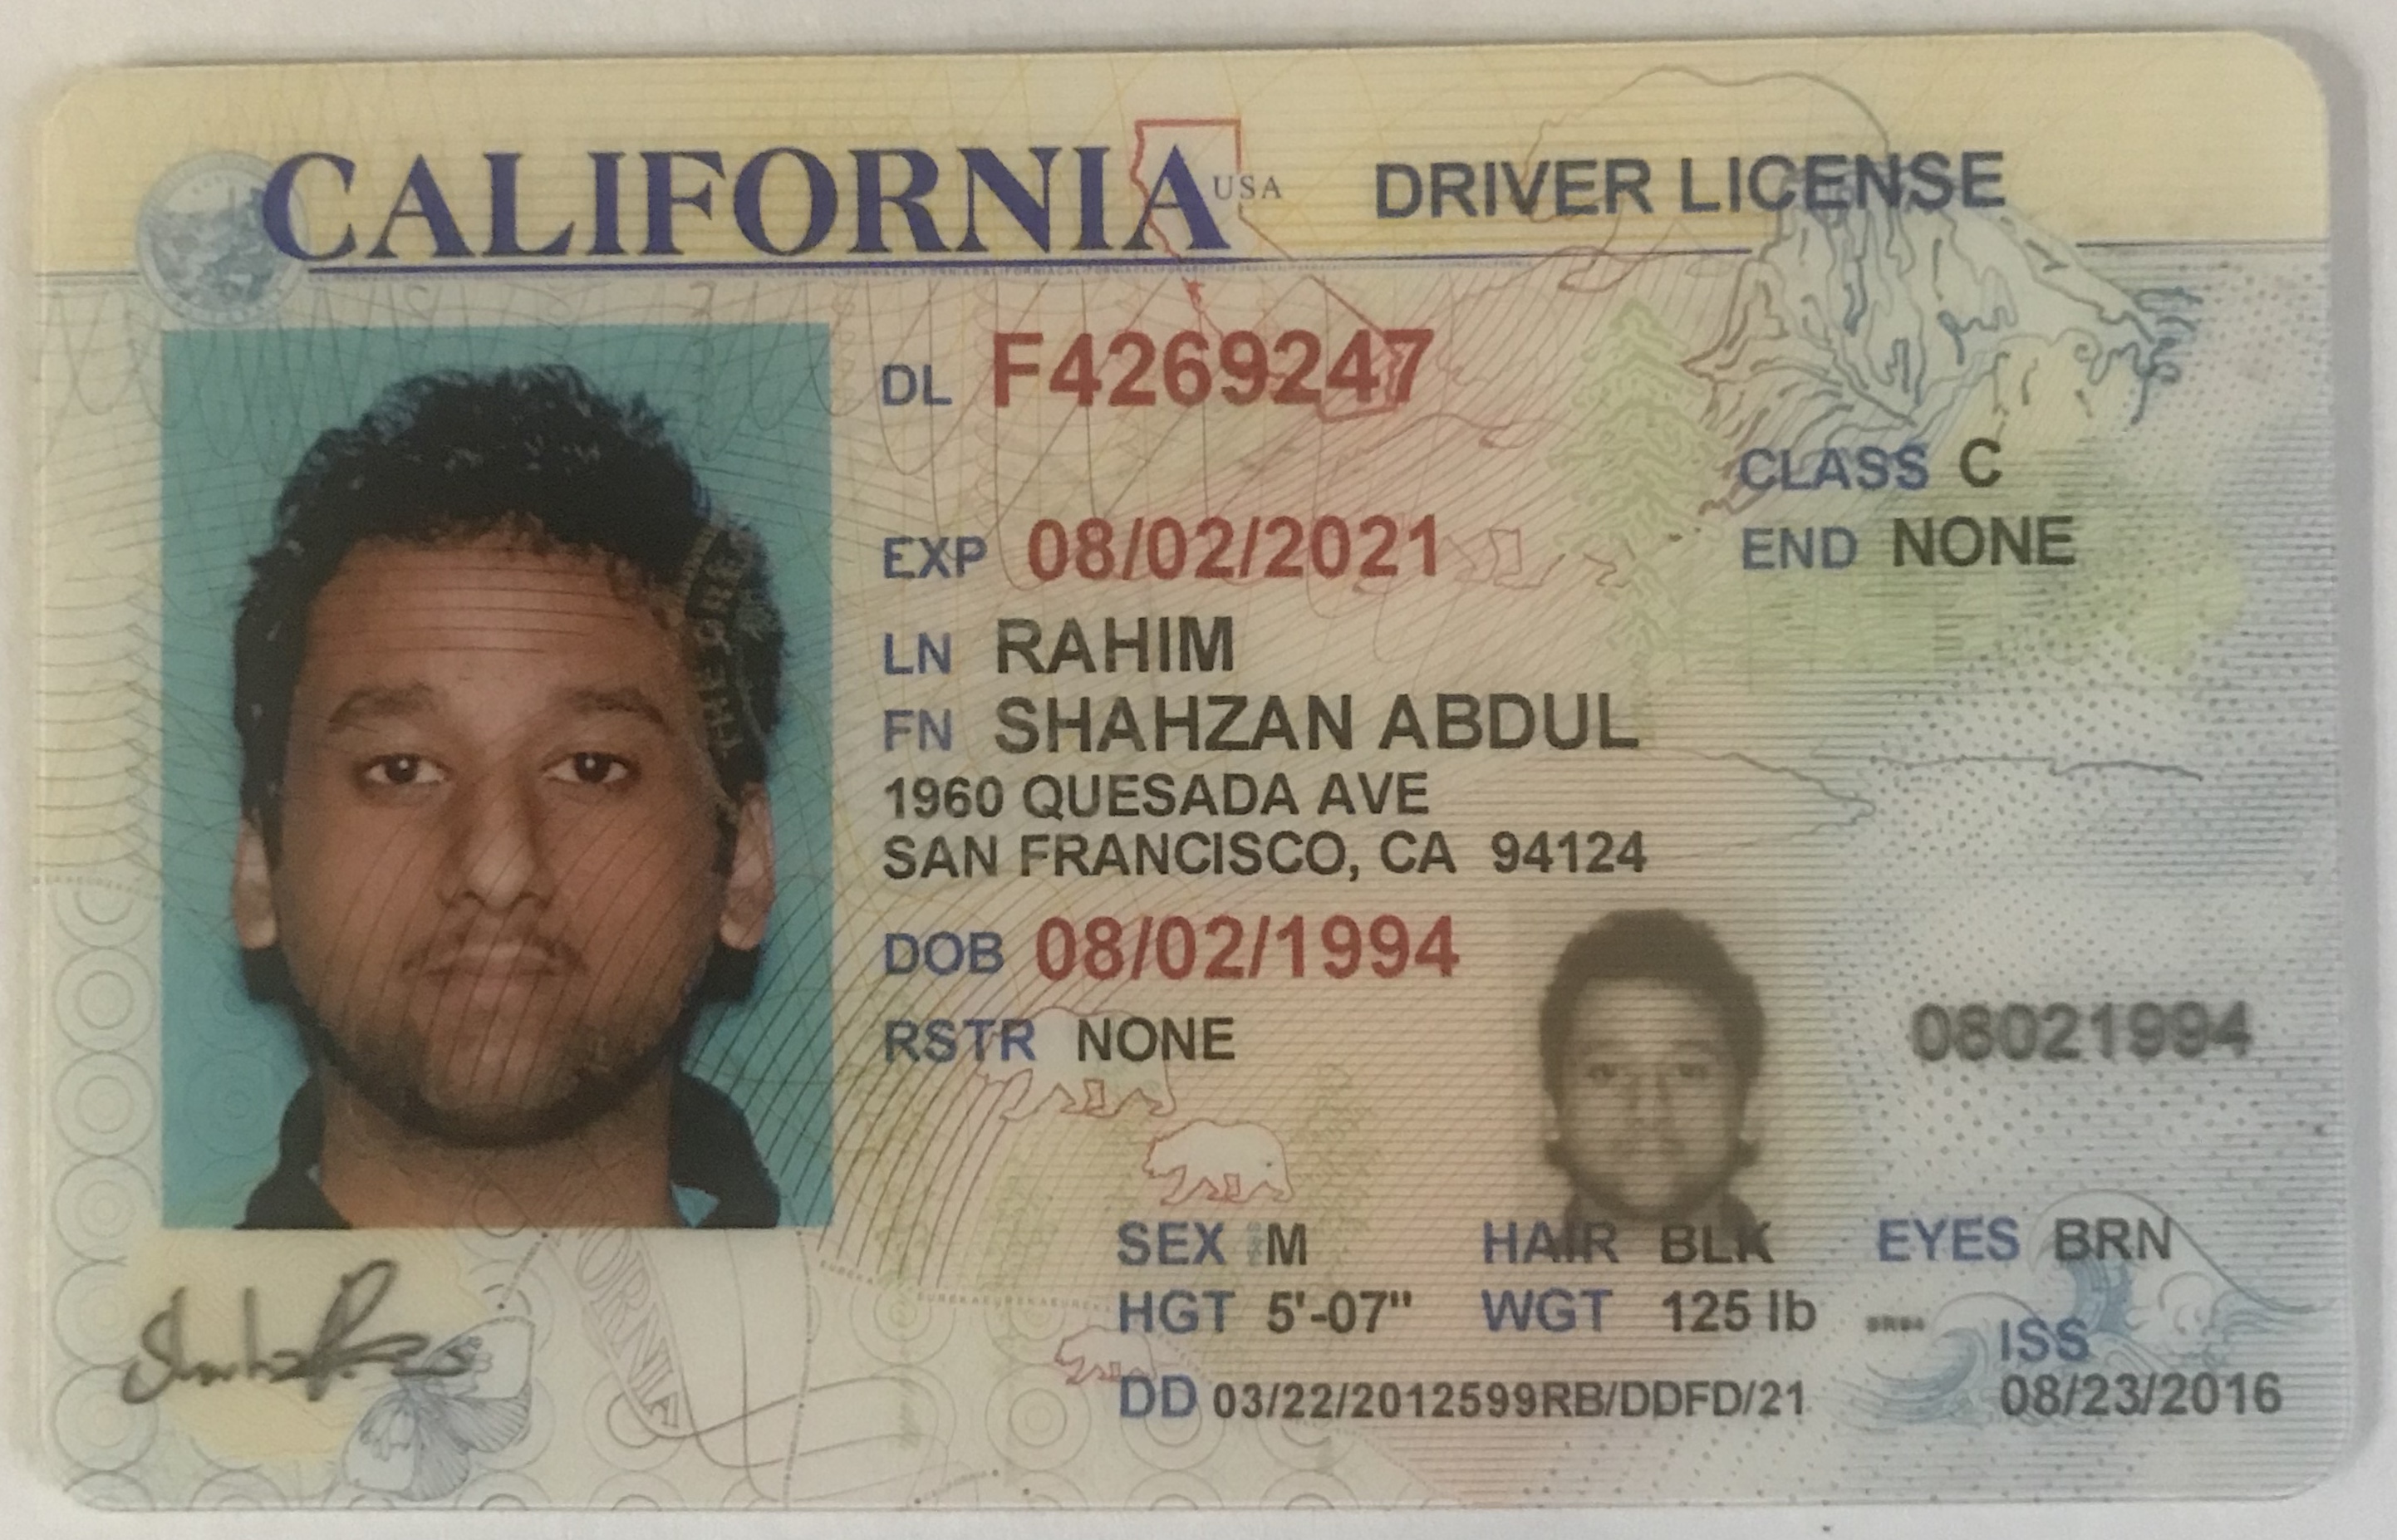 CALIFORNIA USA DRIVER LICENSE
DL F4269247
CLASS C
EXP 08/02/2021
END NONE
LN RAHIM
FN SHAHZAN ABDUL
1960 QUESADA AVE
SAN FRANCISCO, CA 94124
DOB 08/02/1994
RSTR NONE
08021994
SEX M HAIR BLK EYES BRN
HGT 5'-07" WGT 125 lb
ISS
DD 03/22/2012599RB/DDFD/21 08/23/2016